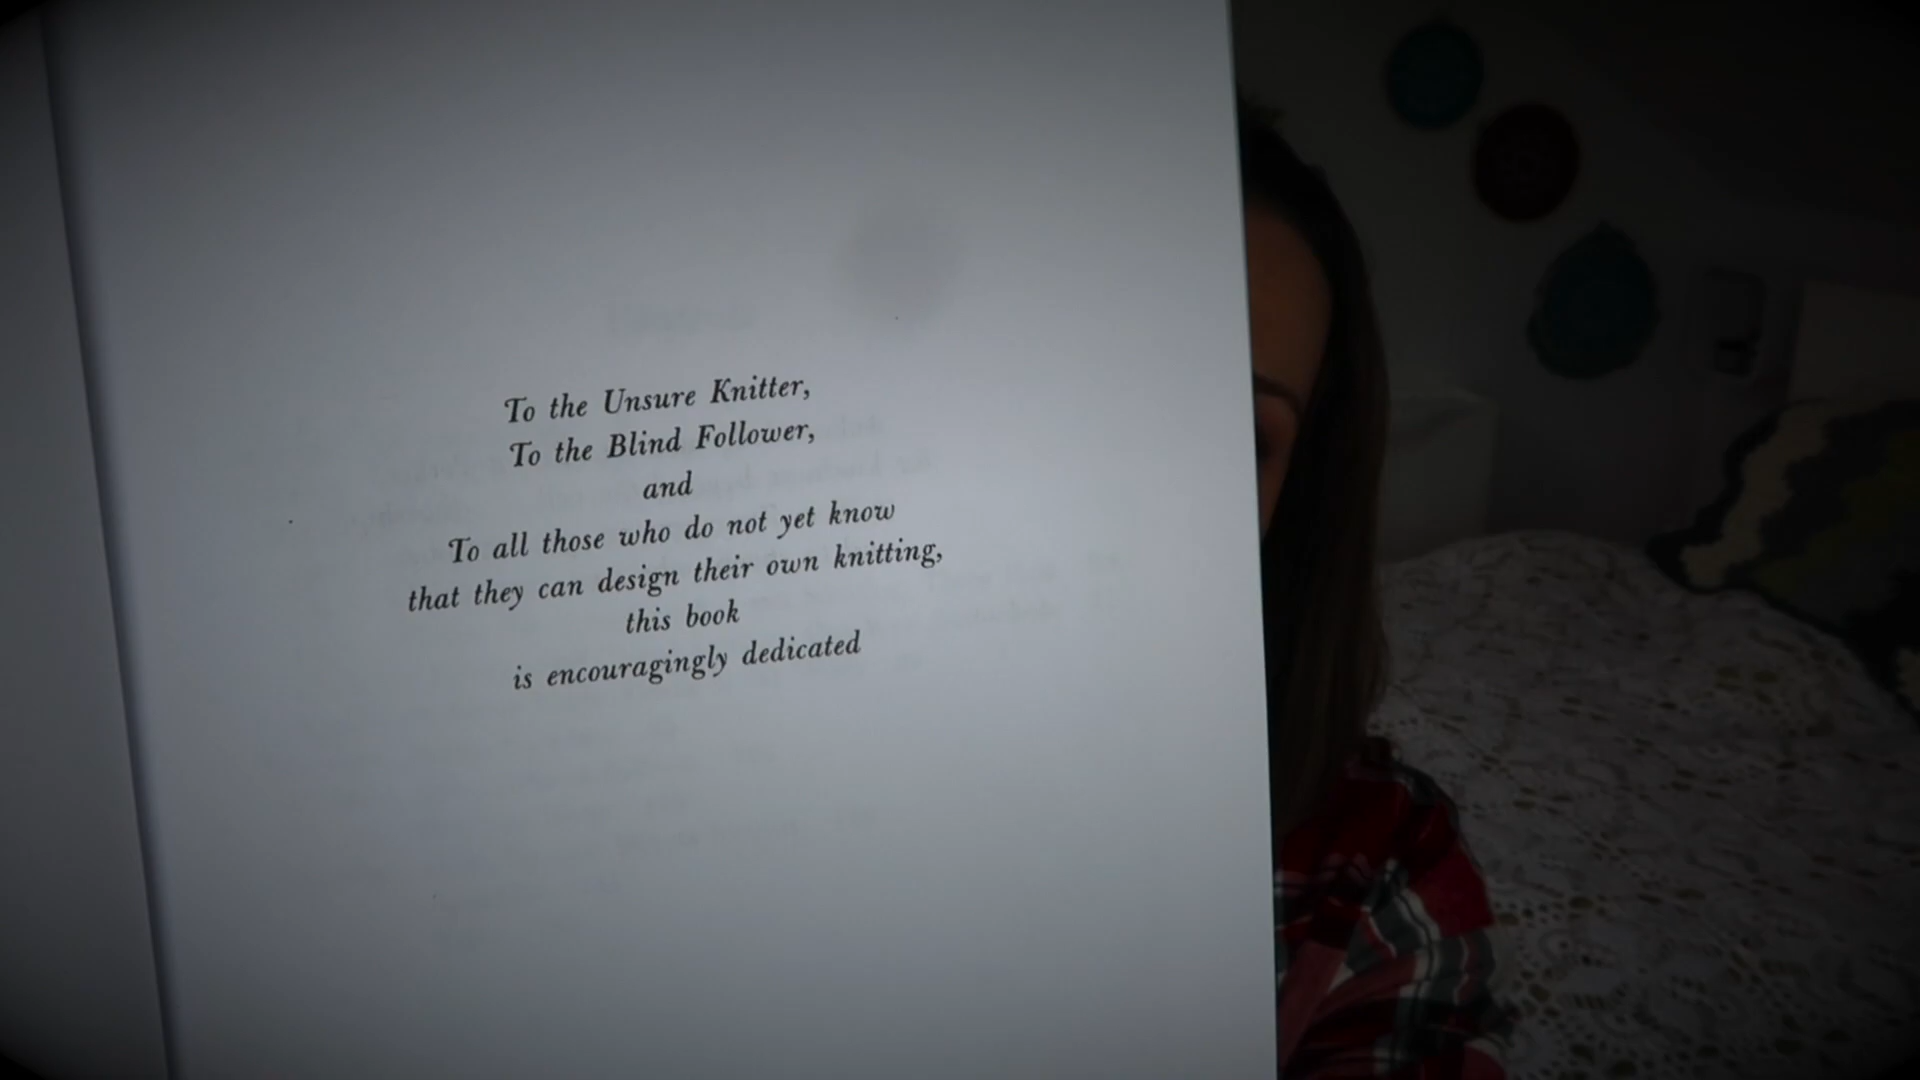 To the Unsure Knitter,
To the Blind Follower,
and
To all those who do not yet know
that they can design their own knitting,
this book
is encouragingly dedicated